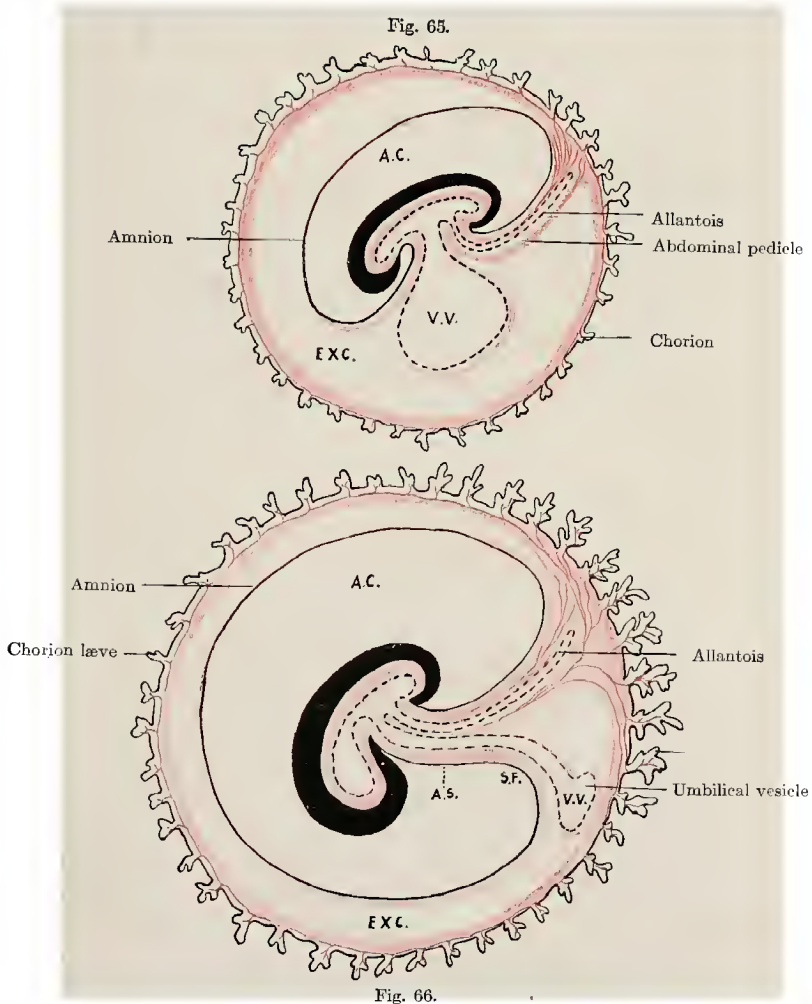 Fig. 65.
A.C.
Allantois
Amnion
Abdominal pedicle
V.V.
Chorion
EXC.
Amnion
A.C.
Chorion læve
Allantois
A.S.
S.F.
V.V.
Umbilical vesicle
EXC.
Fig. 66.